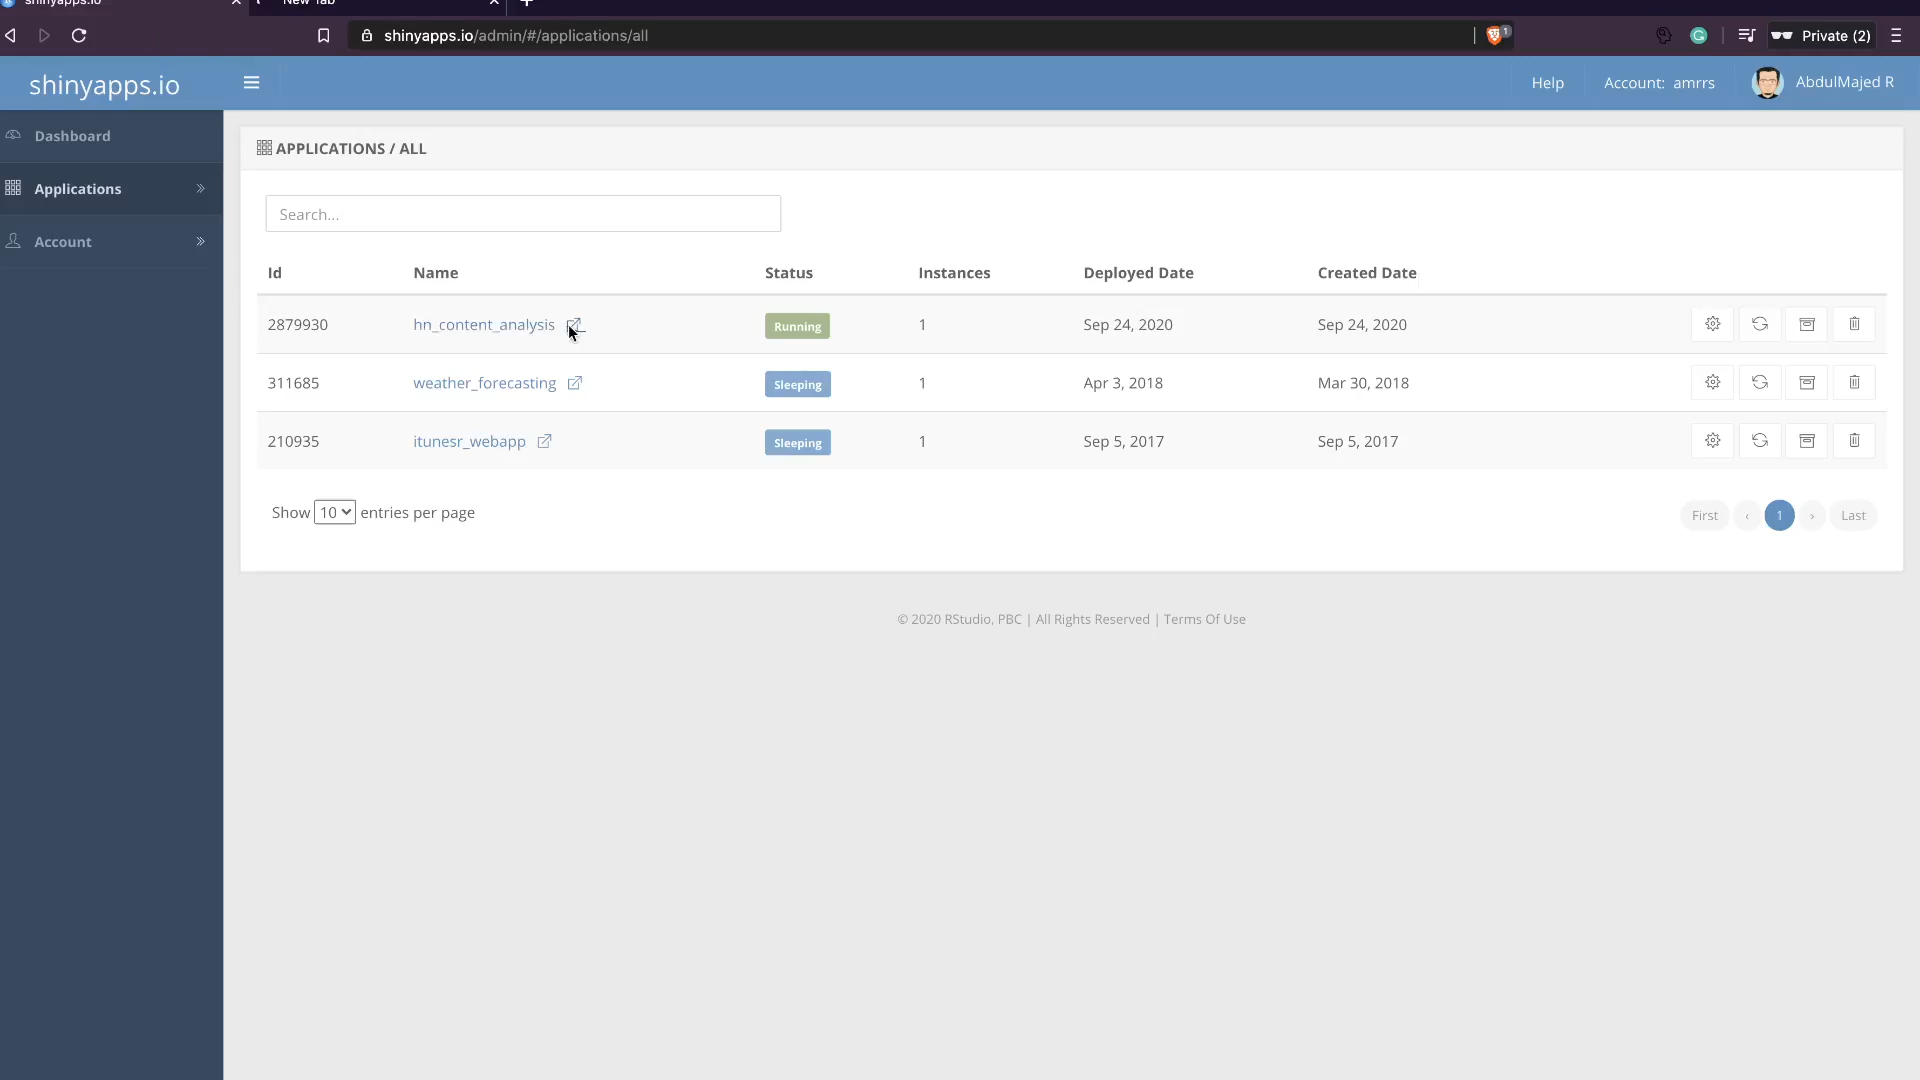 shinyapps.io
New Tab
shinyapps.io/admin/#/applications/all
1
Private (2)
shinyapps.io
Help
Account: amrrs
AbdulMajed R
Dashboard
Applications
Account
APPLICATIONS / ALL
Search...
Id Name Status Instances Deployed Date Created Date
2879930 hn_content_analysis Running 1 Sep 24, 2020 Sep 24, 2020
311685 weather_forecasting Sleeping 1 Apr 3, 2018 Mar 30, 2018
210935 itunesr_webapp Sleeping 1 Sep 5, 2017 Sep 5, 2017
Show 10 entries per page
First ‹ 1 › Last
© 2020 RStudio, PBC | All Rights Reserved | Terms Of Use